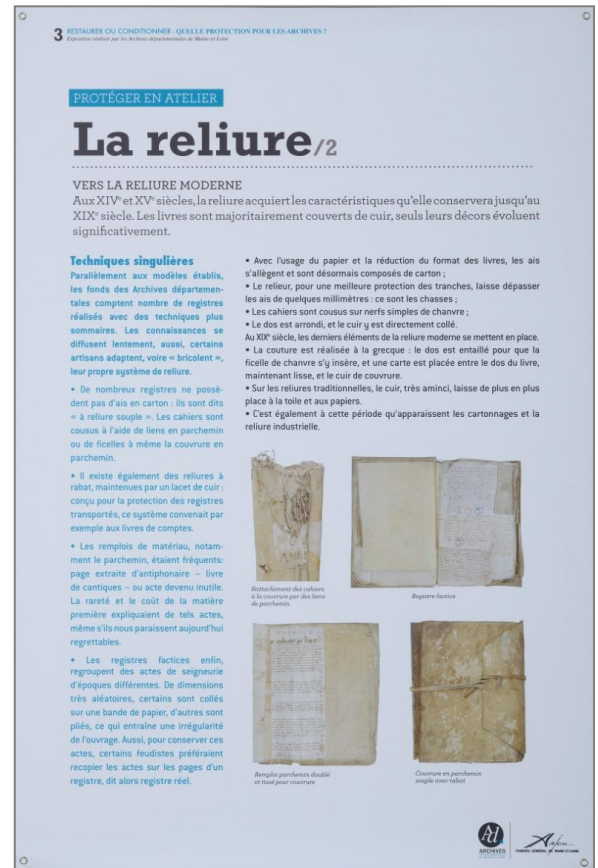 3 RESTAURER OU CONDITIONNER - QUELLE PROTECTION POUR LES ARCHIVES ?
Exposition réalisée par les Archives départementales de Maine-et-Loire
PROTÉGER EN ATELIER
La reliure/2
VERS LA RELIURE MODERNE
Aux XIVe et XVe siècles, la reliure acquiert les caractéristiques qu'elle conservera jusqu'au
XIXe siècle. Les livres sont majoritairement couverts de cuir, seuls leurs décors évoluent
significativement.
Techniques singulières
Parallèlement aux modèles établis,
les fonds des Archives départemen-
tales comptent nombre de registres
réalisés avec des techniques plus
sommaires. Les connaissances se
diffusent lentement, aussi, certains
artisans adaptent, voire « bricolent »,
leur propre système de reliure.
• De nombreux registres ne possè-
dent pas d'ais en carton : ils sont dits
« à reliure souple ». Les cahiers sont
cousus à l'aide de liens en parchemin
ou de ficelles à même la couvrure en
parchemin.
• Il existe également des reliures à
rabat, maintenues par un lacet de cuir :
conçu pour la protection des registres
transportés, ce système convenait par
exemple aux livres de comptes.
• Les remplois de matériau, notam-
ment le parchemin, étaient fréquents:
page extraite d'antiphonaire – livre
de cantiques – ou acte devenu inutile.
La rareté et le coût de la matière
première expliquaient de tels actes,
même s'ils nous paraissent aujourd'hui
regrettables.
• Les registres factices enfin,
regroupent des actes de seigneurie
d'époques différentes. De dimensions
très aléatoires, certains sont collés
sur une bande de papier, d'autres sont
pliés, ce qui entraîne une irrégularité
de l'ouvrage. Aussi, pour conserver ces
actes, certains feudistes préféraient
recopier les actes sur les pages d'un
registre, dit alors registre réel.
• Avec l'usage du papier et la réduction du format des livres, les ais
s'allègent et sont désormais composés de carton ;
• Le relieur, pour une meilleure protection des tranches, laisse dépasser
les ais de quelques millimètres : ce sont les chasses ;
• Les cahiers sont cousus sur nerfs simples de chanvre ;
• Le dos est arrondi, et le cuir y est directement collé.
Au XIXe siècle, les derniers éléments de la reliure moderne se mettent en place.
• La couture est réalisée à la grecque : le dos est entaillé pour que la
ficelle de chanvre s'y insère, et une carte est placée entre le dos du livre,
maintenant lisse, et le cuir de couvrure.
• Sur les reliures traditionnelles, le cuir, très aminci, laisse de plus en plus
place à la toile et aux papiers.
• C'est également à cette période qu'apparaissent les cartonnages et la
reliure industrielle.
Rattachement des cahiers
à la couvrure par des liens
de parchemin
Registre factice
Remploi parchemin doublé
et tissé pour couvrure
Couvrure en parchemin
souple avec rabat
Ad
ARCHIVES
Anjou
CONSEIL GÉNÉRAL DE MAINE-ET-LOIRE